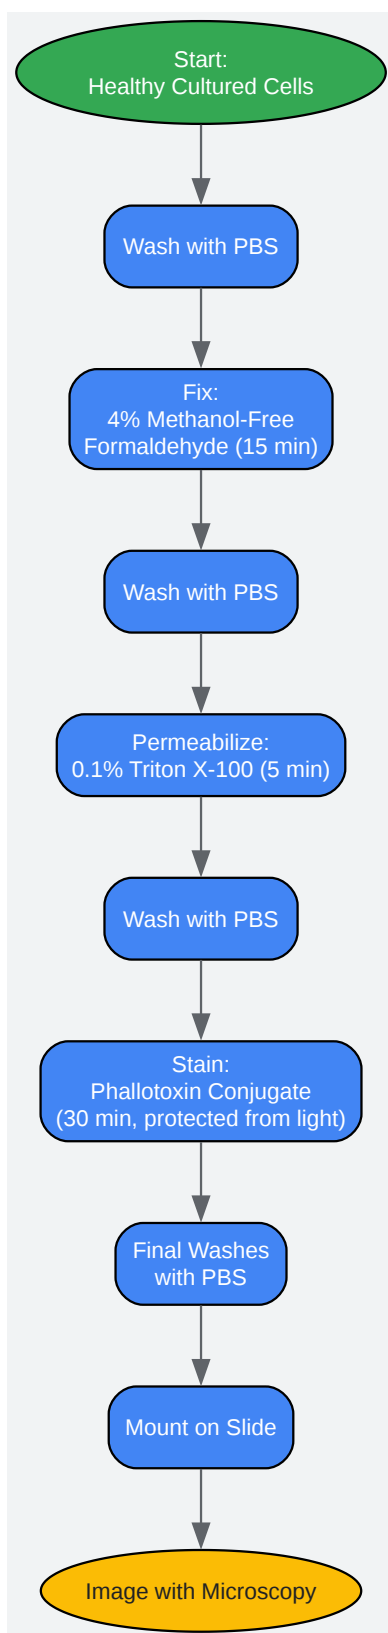 Start:
Healthy Cultured Cells
Wash with PBS
Fix:
4% Methanol-Free
Formaldehyde (15 min)
Wash with PBS
Permeabilize:
0.1% Triton X-100 (5 min)
Wash with PBS
Stain:
Phallotoxin Conjugate
(30 min, protected from light)
Final Washes
with PBS
Mount on Slide
Image with Microscopy